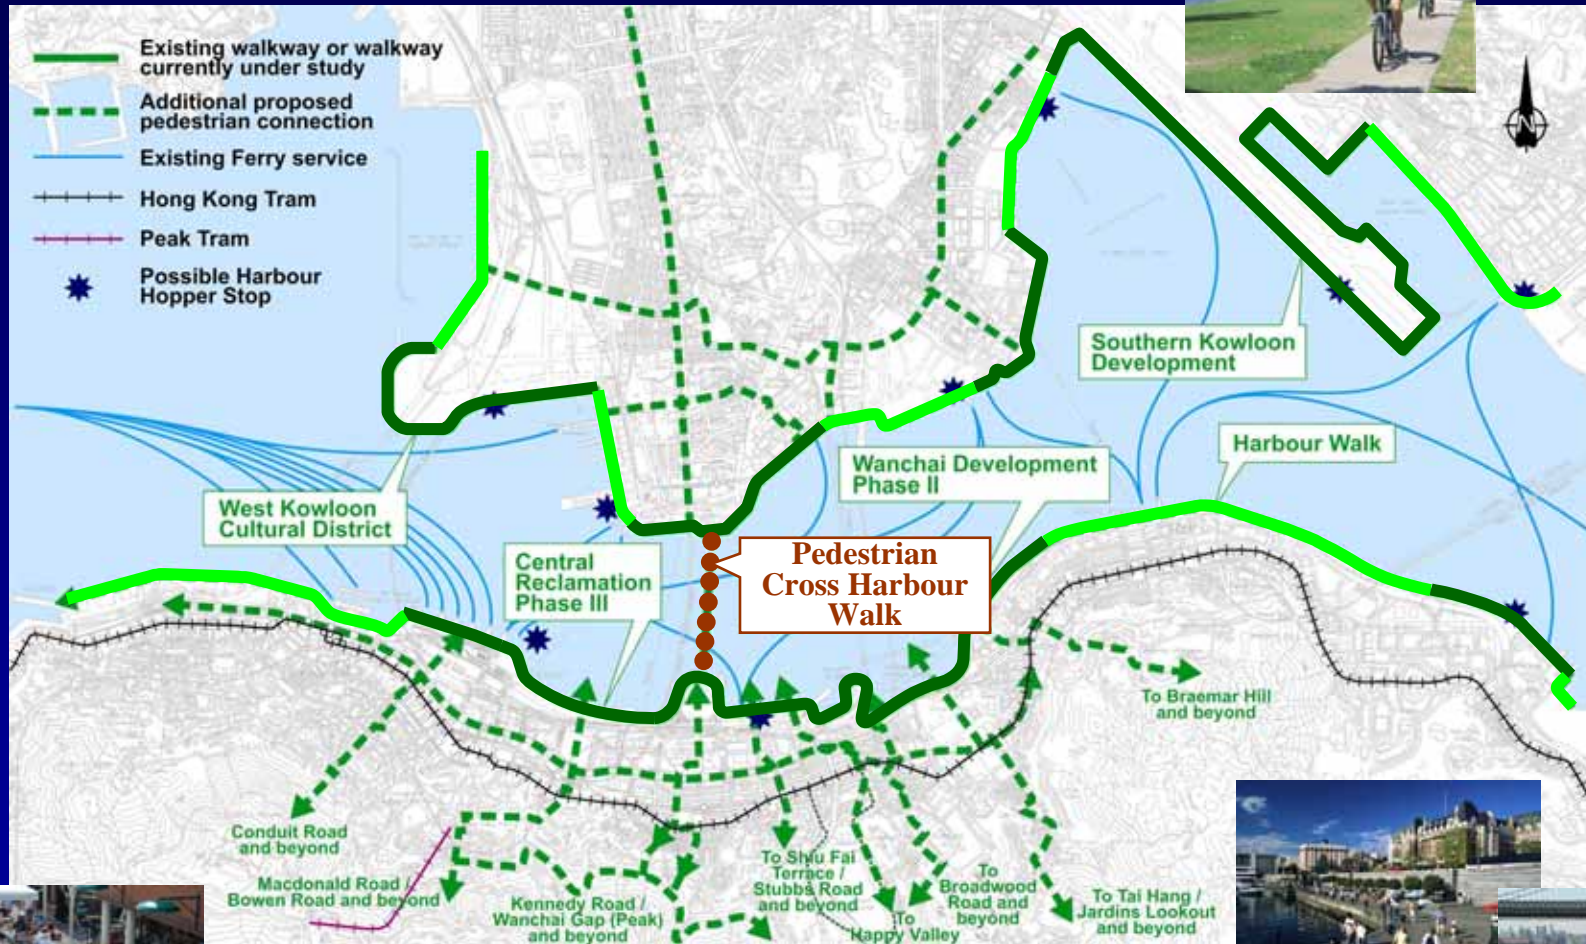 Existing walkway or walkway
currently under study
Additional proposed
pedestrian connection
Existing Ferry service
Hong Kong Tram
Peak Tram
Possible Harbour
Hopper Stop
N
Southern Kowloon
Development
Harbour Walk
Wanchai Development
Phase II
West Kowloon
Cultural District
Central
Reclamation
Phase III
Pedestrian
Cross Harbour
Walk
To Braemar Hill
and beyond
Conduit Road
and beyond
Macdonald Road /
Bowen Road and beyond
Kennedy Road /
Wanchai Gap (Peak)
and beyond
To Shiu Fai
Terrace /
Stubbs Road
and beyond
To
Happy Valley
To
Broadwood
Road and
beyond
To Tai Hang /
Jardins Lookout
and beyond